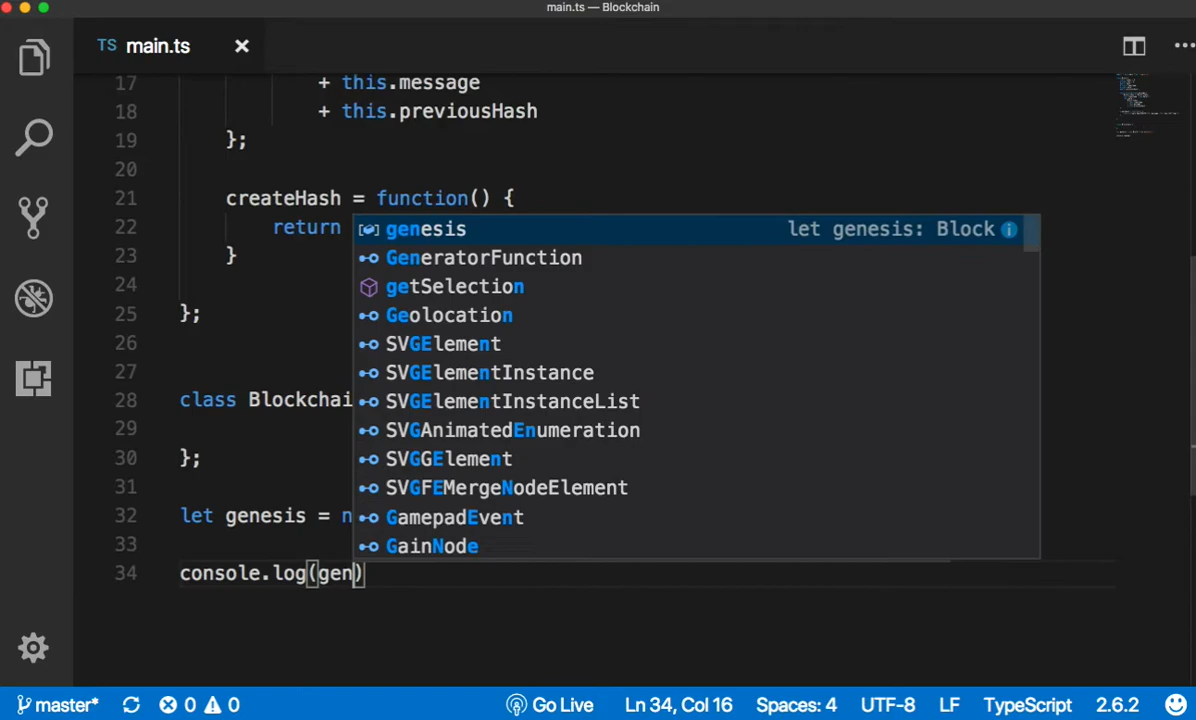 main.ts — Blockchain
TS main.ts ×
17 + this.message
18 + this.previousHash
19 };
20
21 createHash = function() {
22 return
23 }
24
25 };
26
27
28 class Blockchai
29
30 };
31
32 let genesis = n
33
34 console.log(gen)
genesis let genesis: Block
GeneratorFunction
getSelection
Geolocation
SVGElement
SVGElementInstance
SVGElementInstanceList
SVGAnimatedEnumeration
SVGGElement
SVGFEMergeNodeElement
GamepadEvent
GainNode
master* 0 0 Go Live Ln 34, Col 16 Spaces: 4 UTF-8 LF TypeScript 2.6.2